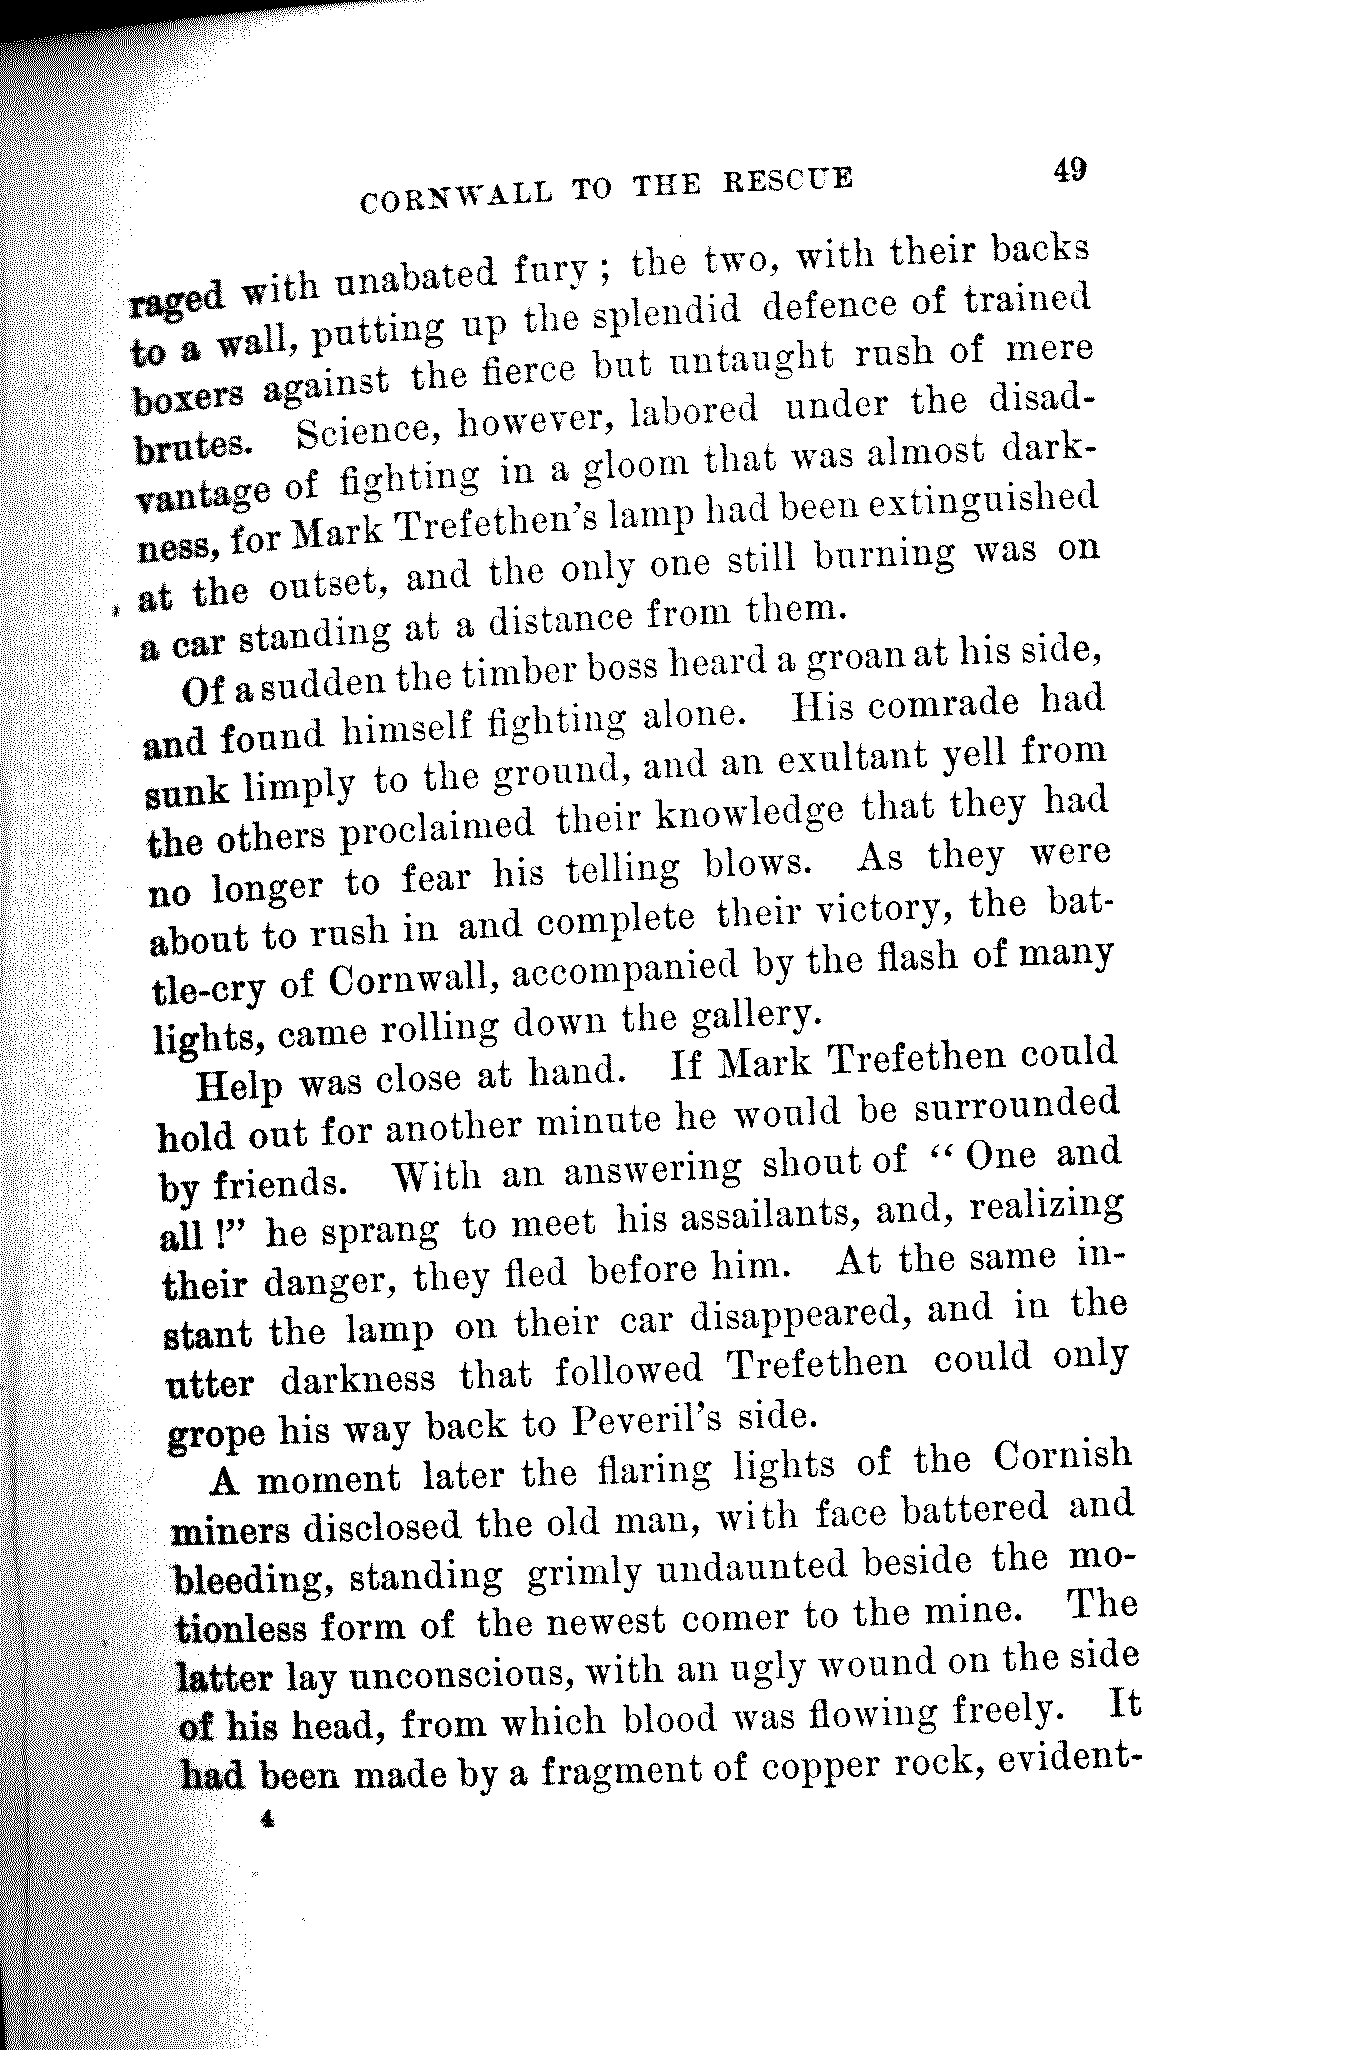 CORNWALL TO THE RESCUE 49
raged with unabated fury ; the two, with their backs
to a wall, putting up the splendid defence of trained
boxers against the fierce but untaught rush of mere
brutes. Science, however, labored under the disad-
vantage of fighting in a gloom that was almost dark-
ness, for Mark Trefethen's lamp had been extinguished
at the outset, and the only one still burning was on
a car standing at a distance from them.
Of a sudden the timber boss heard a groan at his side,
and found himself fighting alone. His comrade had
sunk limply to the ground, and an exultant yell from
the others proclaimed their knowledge that they had
no longer to fear his telling blows. As they were
about to rush in and complete their victory, the bat-
tle-cry of Cornwall, accompanied by the flash of many
lights, came rolling down the gallery.
Help was close at hand. If Mark Trefethen could
hold out for another minute he would be surrounded
by friends. With an answering shout of “ One and
all !” he sprang to meet his assailants, and, realizing
their danger, they fled before him. At the same in-
stant the lamp on their car disappeared, and in the
utter darkness that followed Trefethen could only
grope his way back to Peveril's side.
A moment later the flaring lights of the Cornish
miners disclosed the old man, with face battered and
bleeding, standing grimly undaunted beside the mo-
tionless form of the newest comer to the mine. The
latter lay unconscious, with an ugly wound on the side
of his head, from which blood was flowing freely. It
had been made by a fragment of copper rock, evident-
4